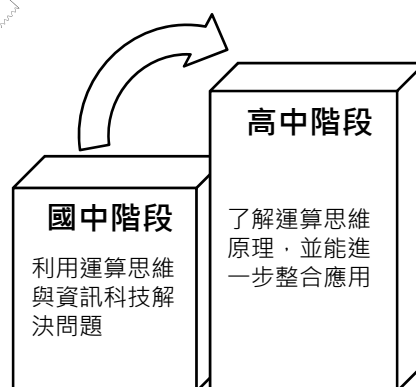 高中階段
了解運算思維
原理，並能進
一步整合應用
國中階段
利用運算思維
與資訊科技解
決問題